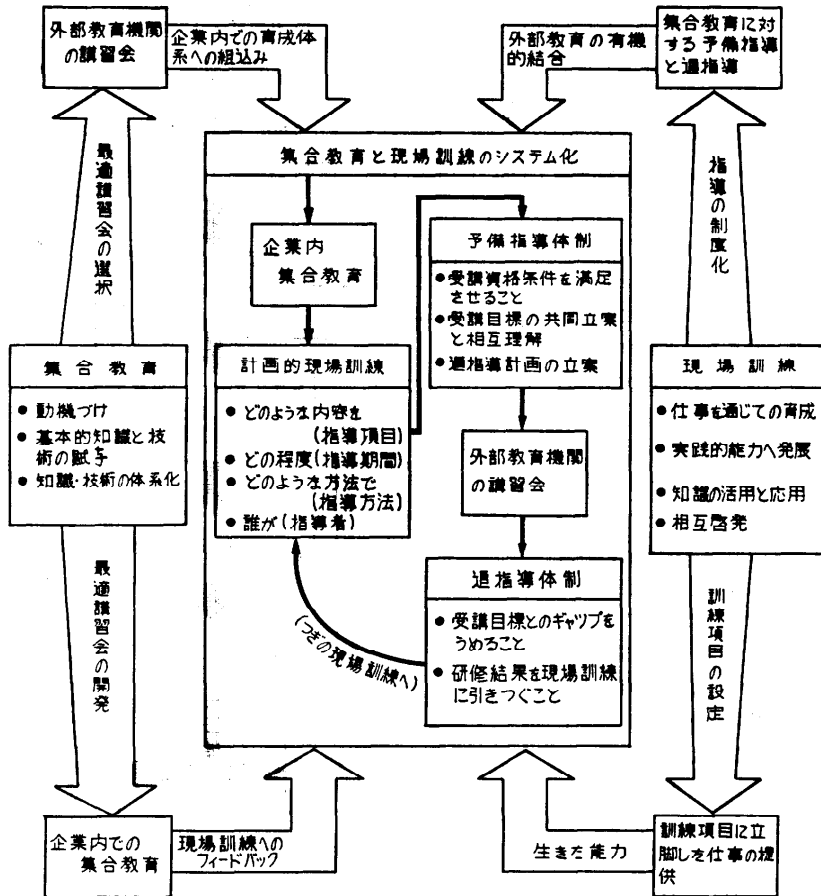 外部教育機関
の講習会
企業内での育成体
系への組込み
外部教育の有機
的結合
集合教育に対
する予備指導
と追指導
最適講習会の選択
指導の制度化
集合教育と現場訓練のシステム化
企業内
集合教育
予備指導体制
●受講資格条件を満足
させること
●受講目標の共同立案
と相互理解
●追指導計画の立案
集合教育
●動機づけ
●基本的知識と技
術の賦与
●知識・技術の体系化
計画的現場訓練
●どのような内容を
(指導項目)
●どの程度(指導期間)
●どのような方法で
(指導方法)
●誰が(指導者)
外部教育機関
の講習会
現場訓練
●仕事を通じての育成
●実践的能力へ発展
●知識の活用と応用
●相互啓発
追指導体制
●受講目標とのギャップを
うめること
●研修結果を現場訓練
に引きつぐこと
(つぎの現場訓練へ)
最適講習会の開発
訓練項目の設定
企業内での
集合教育
現場訓練への
フィードバック
生きた能力
訓練項目に立
脚した仕事の提
供